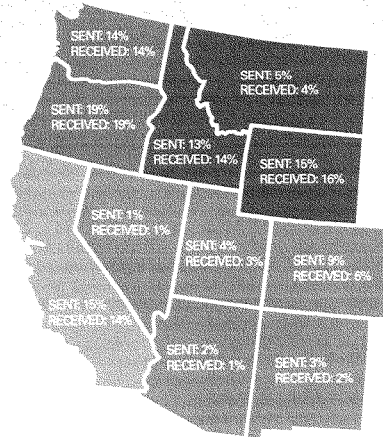 SENT: 14%
RECEIVED: 14%
SENT: 5%
RECEIVED: 4%
SENT: 19%
RECEIVED: 19%
SENT: 13%
RECEIVED: 14%
SENT: 15%
RECEIVED: 16%
SENT: 1%
RECEIVED: 1%
SENT: 4%
RECEIVED: 3%
SENT: 9%
RECEIVED: 6%
SENT: 15%
RECEIVED: 14%
SENT: 2%
RECEIVED: 1%
SENT: 3%
RECEIVED: 2%